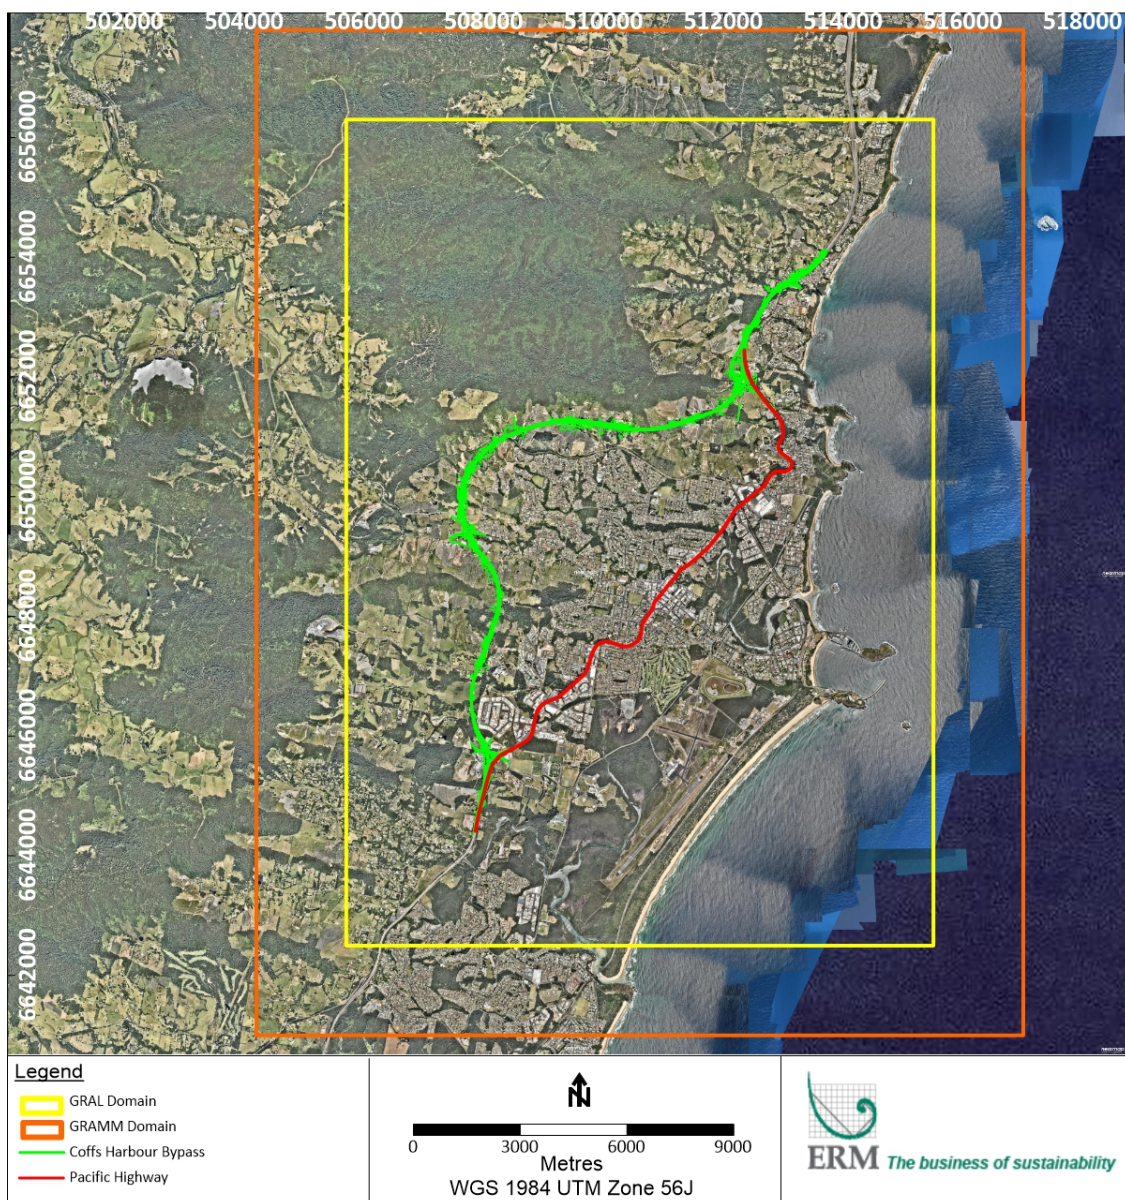 502000 504000 506000 508000 510000 512000 514000 516000 518000
6656000
6654000
6652000
6650000
6648000
6646000
6644000
6642000
Legend
GRAL Domain
GRAMM Domain
Coffs Harbour Bypass
Pacific Highway
N
0 3000 6000 9000
Metres
WGS 1984 UTM Zone 56J
ERM The business of sustainability